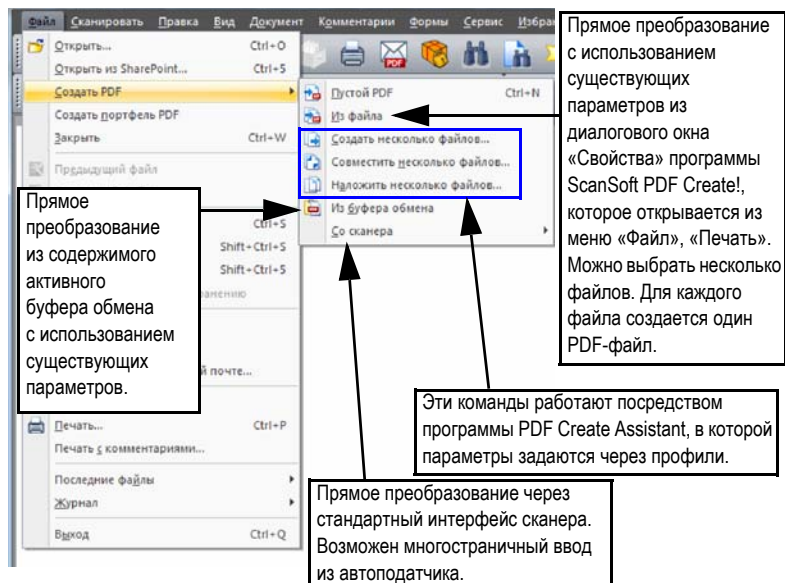 Файл Сканировать Правка Вид Документ Комментарии Формы Сервис Избран
Открыть... Ctrl+O
Открыть из SharePoint... Ctrl+5
Создать PDF
Создать портфель PDF
Закрыть Ctrl+W
Предыдущий файл
Ctrl+S
Shift+Ctrl+S
Shift+Ctrl+5
анению
й почте...
Печать... Ctrl+P
Печать с комментариями...
Последние файлы
Журнал
Выход Ctrl+Q
Пустой PDF Ctrl+N
Из файла
Создать несколько файлов...
Совместить несколько файлов...
Наложить несколько файлов...
Из буфера обмена
Со сканера
PDF
Прямое преобразование
с использованием
существующих
параметров из
диалогового окна
«Свойства» программы
ScanSoft PDF Create!,
которое открывается из
меню «Файл», «Печать».
Можно выбрать несколько
файлов. Для каждого
файла создается один
PDF-файл.
Прямое
преобразование
из содержимого
активного
буфера обмена
с использованием
существующих
параметров.
Эти команды работают посредством
программы PDF Create Assistant, в которой
параметры задаются через профили.
Прямое преобразование через
стандартный интерфейс сканера.
Возможен многостраничный ввод
из автоподатчика.